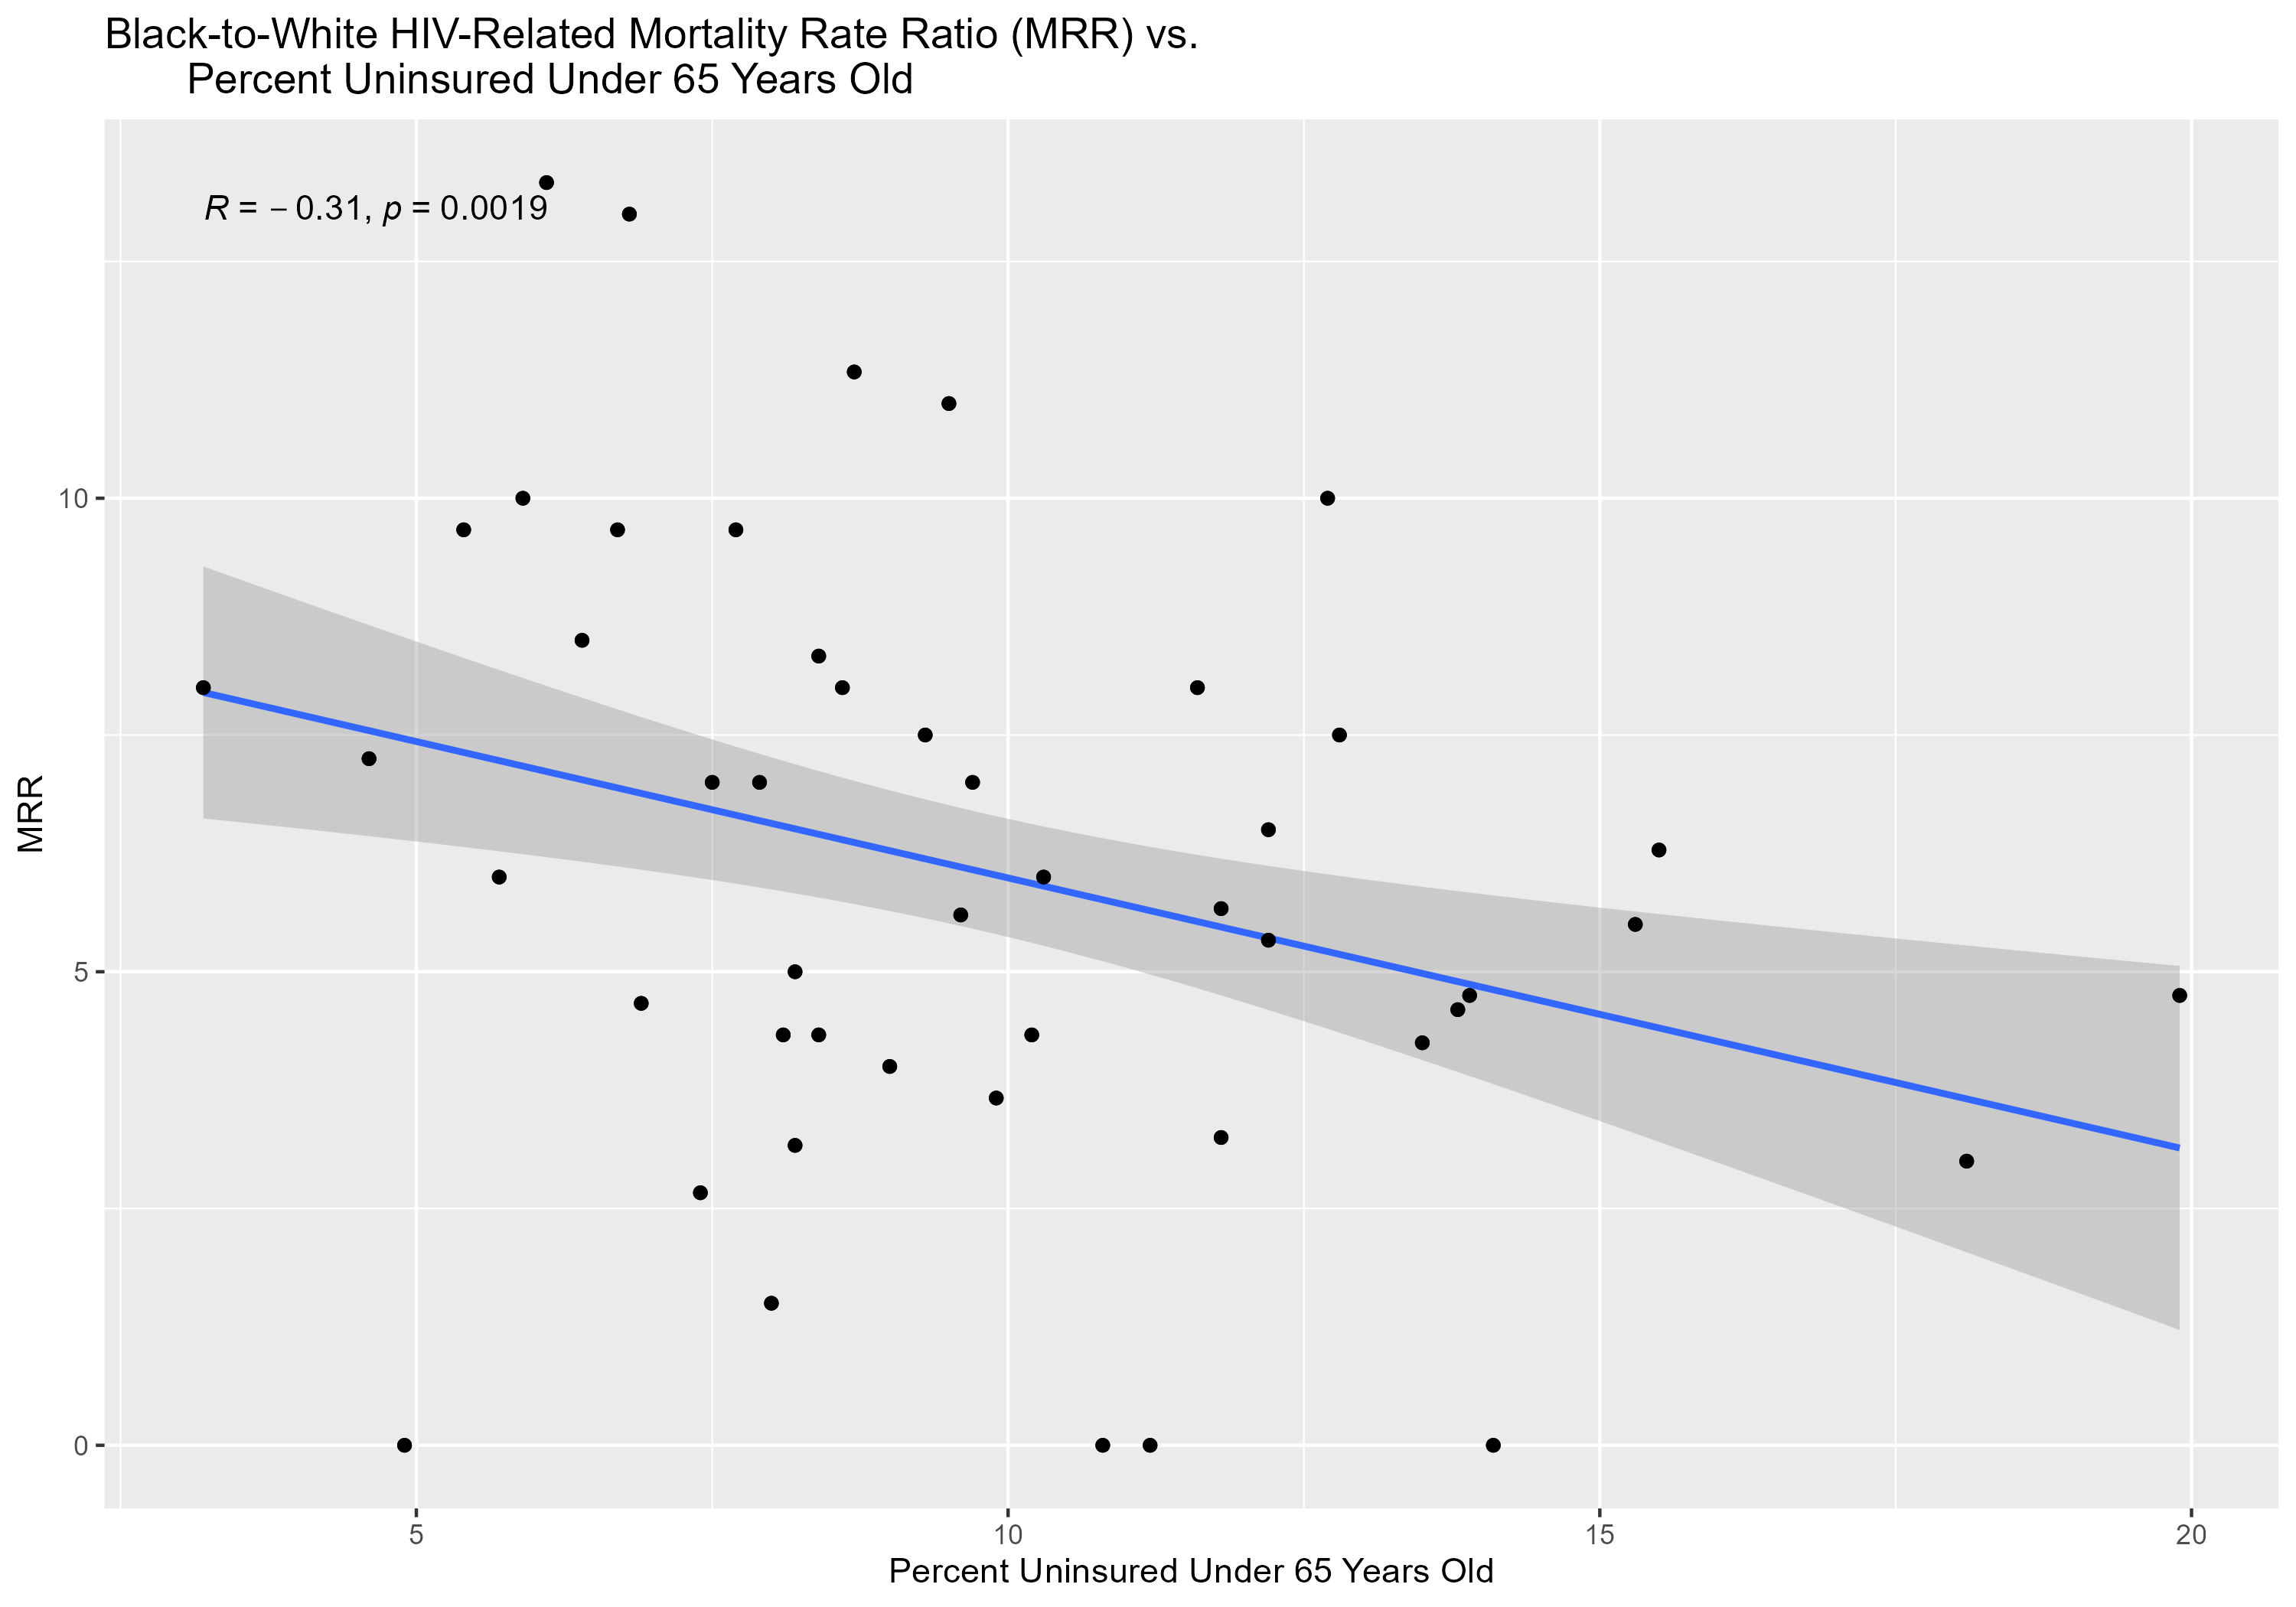 Black-to-White HIV-Related Mortality Rate Ratio (MRR) vs.
Percent Uninsured Under 65 Years Old
R = − 0.31, p = 0.0019
10
5
0
MRR
5
10
15
20
Percent Uninsured Under 65 Years Old